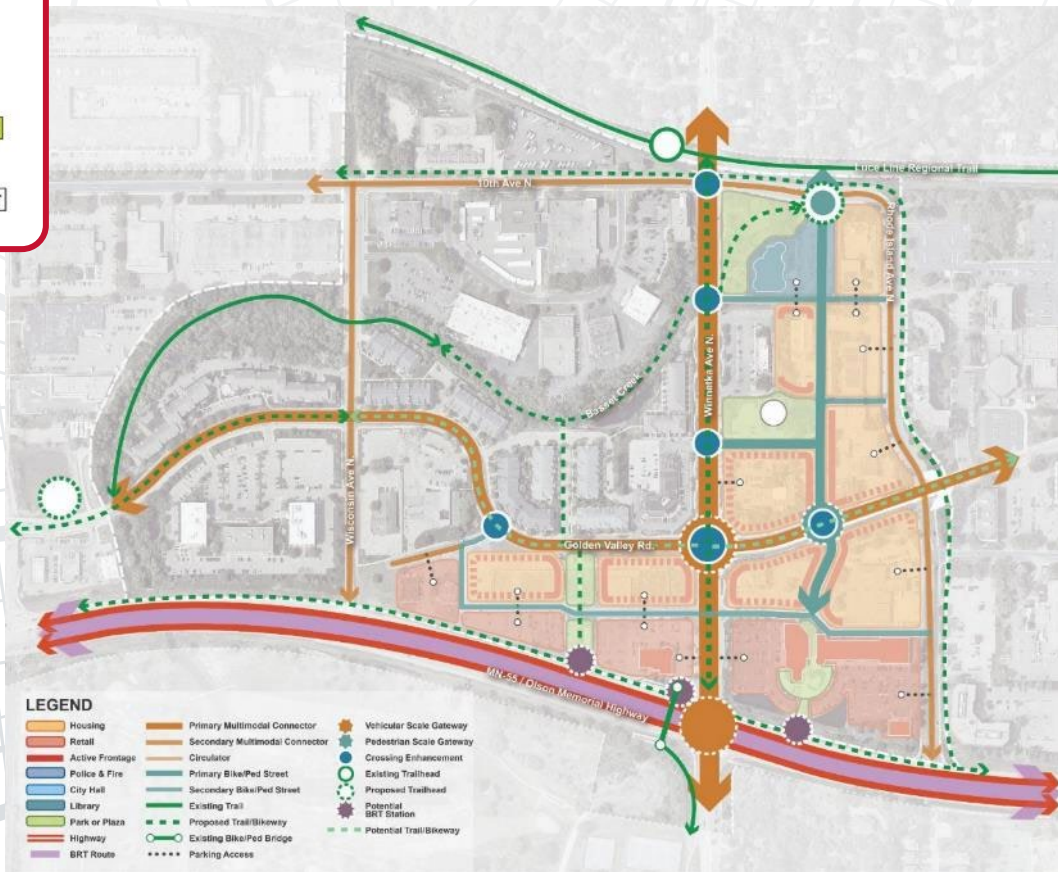 Luce Line Regional Trail
10th Ave N
Rhode Island Ave N
Winnetka Ave N.
Basset Creek
Wisconsin Ave N
Golden Valley Rd.
MN-55 / Olson Memorial Highway
LEGEND
Housing
Retail
Active Frontage
Police & Fire
City Hall
Library
Park or Plaza
Highway
BRT Route
Primary Multimodal Connector
Secondary Multimodal Connector
Circulator
Primary Bike/Ped Street
Secondary Bike/Ped Street
Existing Trail
Proposed Trail/Bikeway
Existing Bike/Ped Bridge
Parking Access
Vehicular Scale Gateway
Pedestrian Scale Gateway
Crossing Enhancement
Existing Trailhead
Proposed Trailhead
Potential
BRT Station
Potential Trail/Bikeway